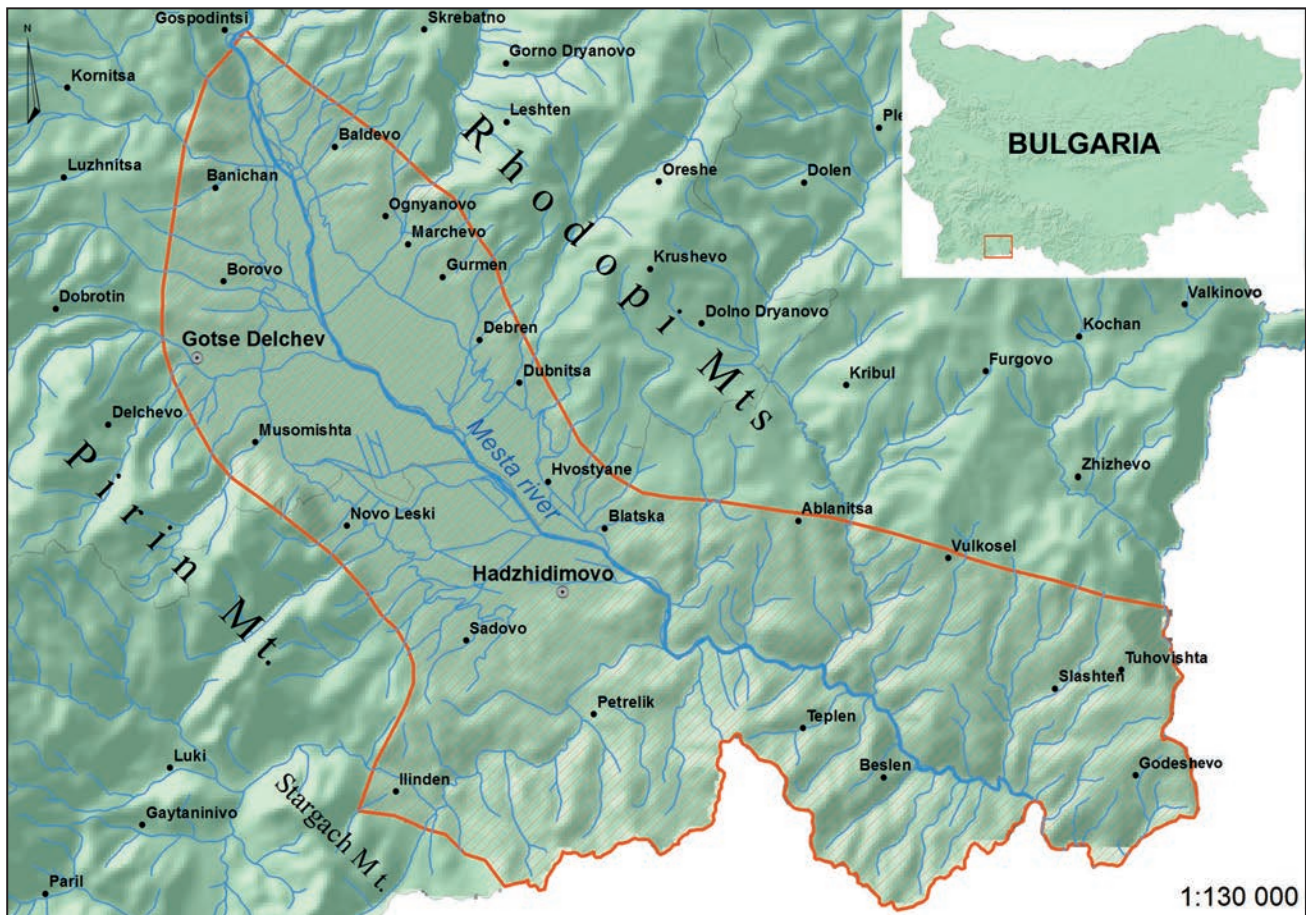 Gospodintsi
Skrebatno
N
Gorno Dryanovo
Kornitsa
Leshten
Baldevo
Ple
BULGARIA
Luzhnitsa
Banichan
Oreshe
Dolen
Rhodopi Mts
Ognyanovo
Marchevo
Gurmen
Krushevo
Borovo
Dobrotin
Valkinovo
Dolno Dryanovo
Kochan
Gotse Delchev
Debren
Furgovo
Dubnitsa
Kribul
Delchevo
Musomishta
Pirin Mt.
Mesta river
Hvostyane
Zhizhevo
Novo Leski
Blatska
Ablanitsa
Vulkosel
Hadzhidimovo
Sadovo
Tuhovishta
Slashten
Petrelik
Teplen
Luki
Ilinden
Beslen
Godeshevo
Stargach Mt.
Gaytaninivo
Paril
1:130 000